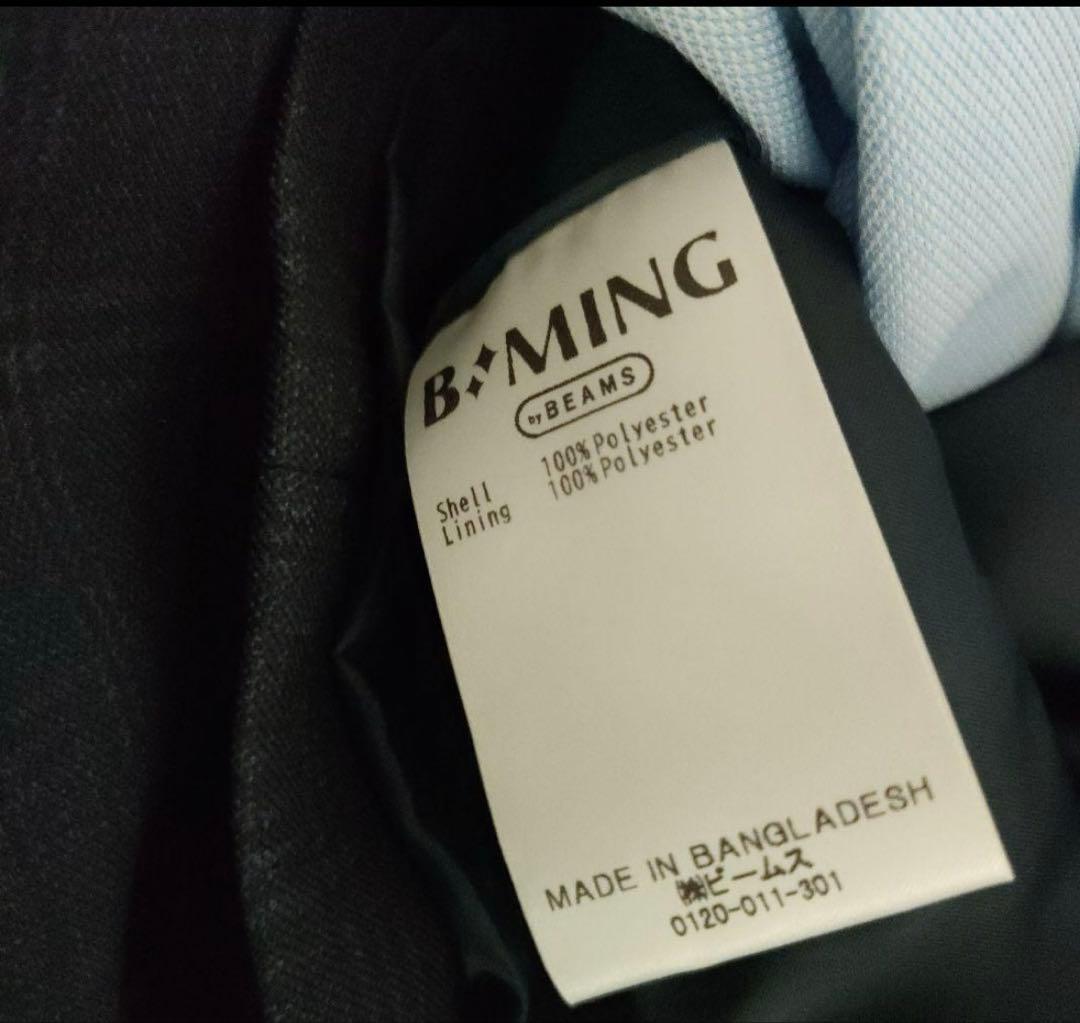 B:MING
by BEAMS
Shell 100%Polyester
Lining 100%Polyester
MADE IN BANGLADESH
㈱ビームス
0120-011-301